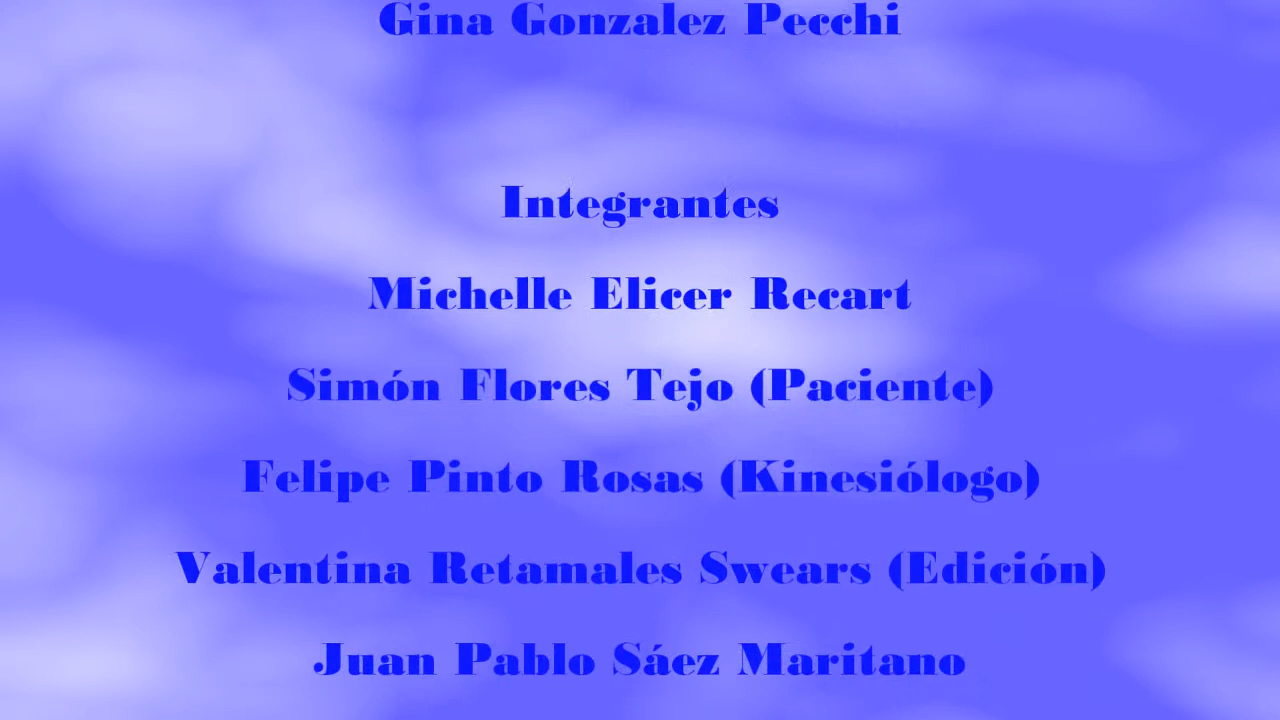 Gina Gonzalez Pecchi
Integrantes
Michelle Elicer Recart
Simón Flores Tejo (Paciente)
Felipe Pinto Rosas (Kinesiólogo)
Valentina Retamales Swears (Edición)
Juan Pablo Sáez Maritano